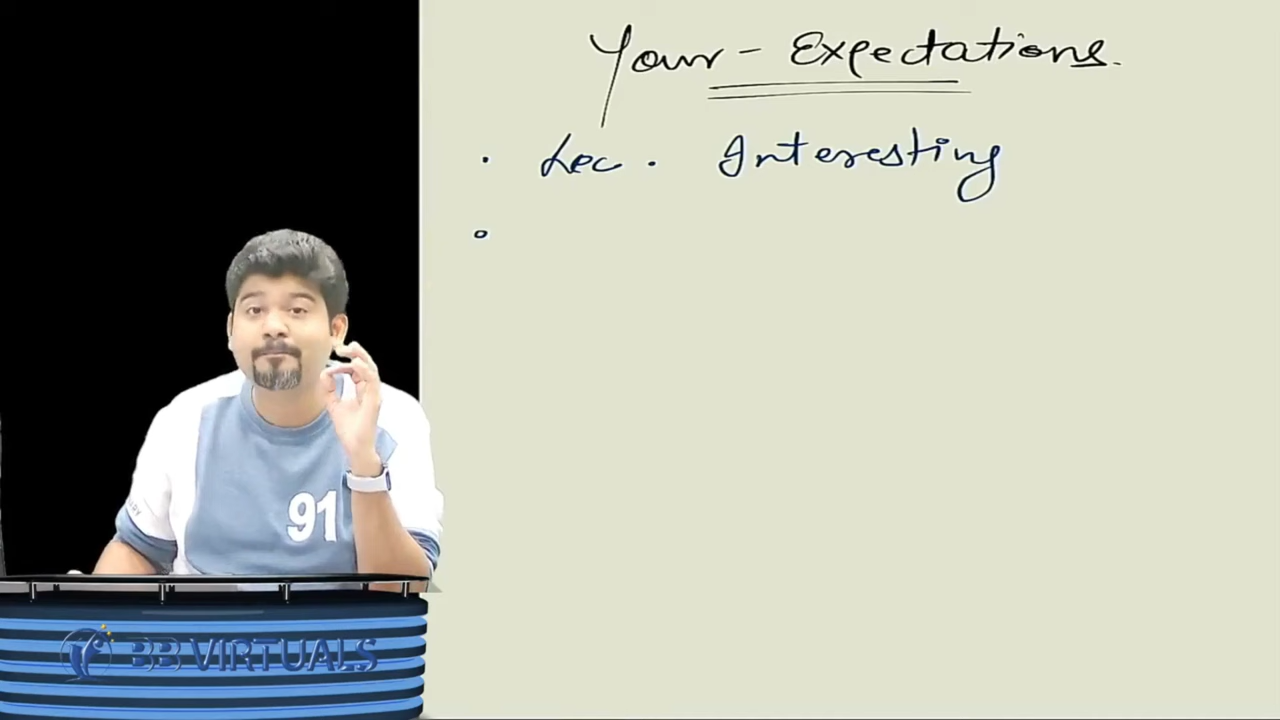 Your - Expectations.
• Lec. Interesting
•
91
BB VIRTUALS